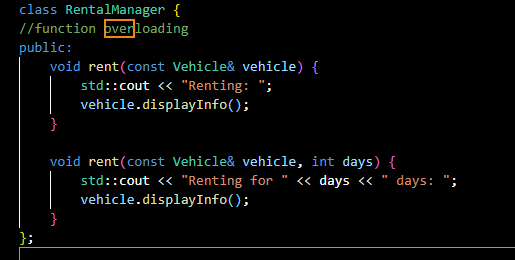 class RentalManager {
//function overloading
public:
    void rent(const Vehicle& vehicle) {
        std::cout << "Renting: ";
        vehicle.displayInfo();
    }

    void rent(const Vehicle& vehicle, int days) {
        std::cout << "Renting for " << days << " days: ";
        vehicle.displayInfo();
    }
};